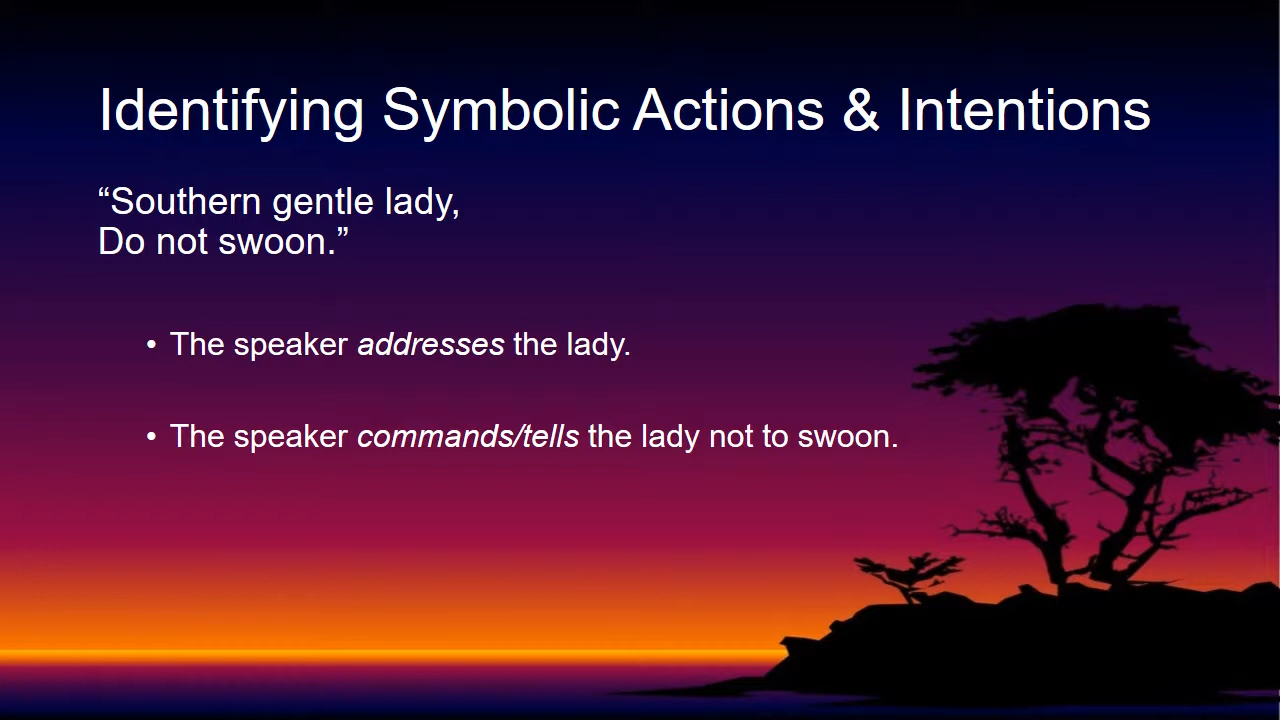 Identifying Symbolic Actions & Intentions
“Southern gentle lady,
Do not swoon.”
• The speaker addresses the lady.
• The speaker commands/tells the lady not to swoon.